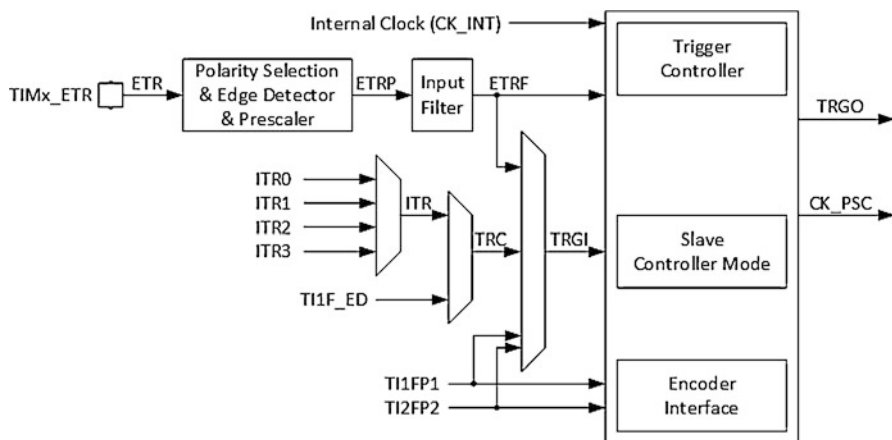 Internal Clock (CK_INT)
Trigger
Controller
TIMx_ETR
ETR
Polarity Selection
& Edge Detector
& Prescaler
ETRP
Input
Filter
ETRF
TRGO
ITR0
ITR1
ITR2
ITR3
ITR
TRC
TRGI
CK_PSC
Slave
Controller Mode
TI1F_ED
TI1FP1
TI2FP2
Encoder
Interface